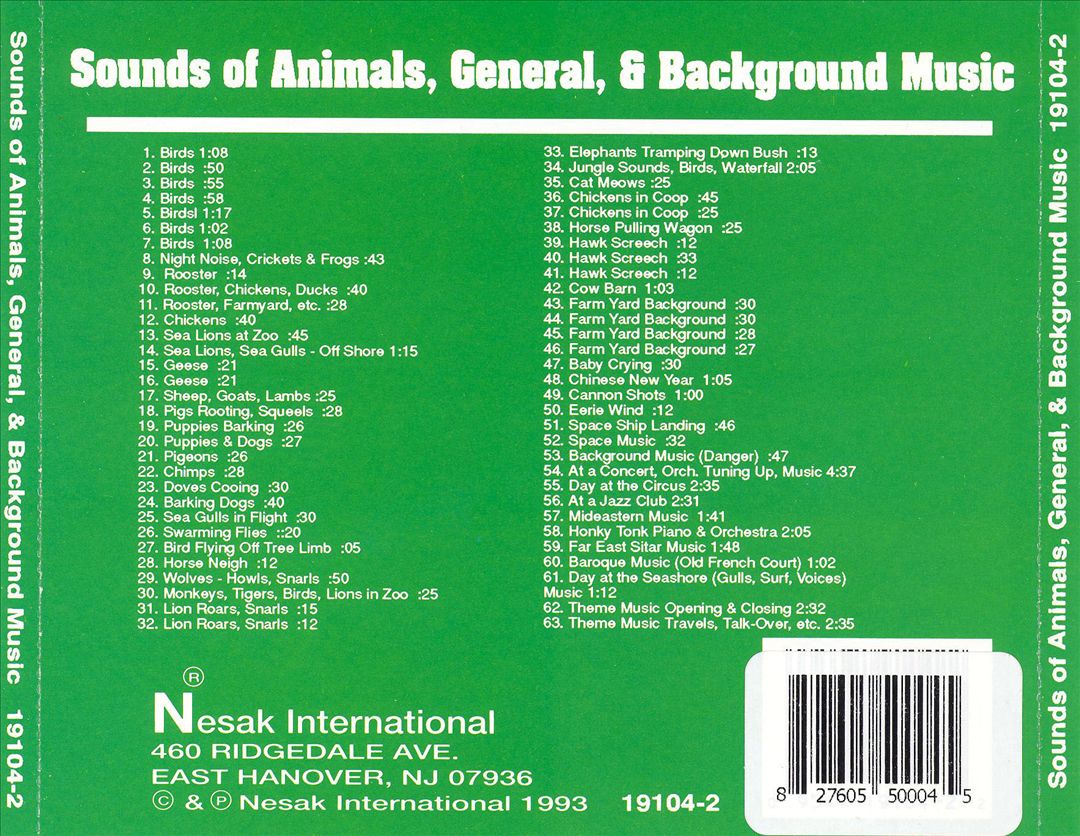 Sounds of Animals, General, & Background Music 19104-2
Sounds of Animals, General, & Background Music
1. Birds 1:08
2. Birds :50
3. Birds :55
4. Birds :58
5. Birdsl 1:17
6. Birds 1:02
7. Birds 1:08
8. Night Noise, Crickets & Frogs :43
9. Rooster :14
10. Rooster, Chickens, Ducks :40
11. Rooster, Farmyard, etc. :28
12. Chickens :40
13. Sea Lions at Zoo :45
14. Sea Lions, Sea Gulls - Off Shore 1:15
15. Geese :21
16. Geese :21
17. Sheep, Goats, Lambs :25
18. Pigs Rooting, Squeels :28
19. Puppies Barking :26
20. Puppies & Dogs :27
21. Pigeons :26
22. Chimps :28
23. Doves Cooing :30
24. Barking Dogs :40
25. Sea Gulls in Flight :30
26. Swarming Flies ::20
27. Bird Flying Off Tree Limb :05
28. Horse Neigh :12
29. Wolves - Howls, Snarls :50
30. Monkeys, Tigers, Birds, Lions in Zoo :25
31. Lion Roars, Snarls :15
32. Lion Roars, Snarls :12
33. Elephants Tramping Down Bush :13
34. Jungle Sounds, Birds, Waterfall 2:05
35. Cat Meows :25
36. Chickens in Coop :45
37. Chickens in Coop :25
38. Horse Pulling Wagon :25
39. Hawk Screech :12
40. Hawk Screech :33
41. Hawk Screech :12
42. Cow Barn 1:03
43. Farm Yard Background :30
44. Farm Yard Background :30
45. Farm Yard Background :28
46. Farm Yard Background :27
47. Baby Crying :30
48. Chinese New Year 1:05
49. Cannon Shots 1:00
50. Eerie Wind :12
51. Space Ship Landing :46
52. Space Music :32
53. Background Music (Danger) :47
54. At a Concert, Orch. Tuning Up, Music 4:37
55. Day at the Circus 2:35
56. At a Jazz Club 2:31
57. Mideastern Music 1:41
58. Honky Tonk Piano & Orchestra 2:05
59. Far East Sitar Music 1:48
60. Baroque Music (Old French Court) 1:02
61. Day at the Seashore (Gulls, Surf, Voices)
Music 1:12
62. Theme Music Opening & Closing 2:32
63. Theme Music Travels, Talk-Over, etc. 2:35
®
Nesak International
460 RIDGEDALE AVE.
EAST HANOVER, NJ 07936
© & ℗ Nesak International 1993 19104-2
8 27605 50004 5
Sounds of Animals, General, & Background Music 19104-2